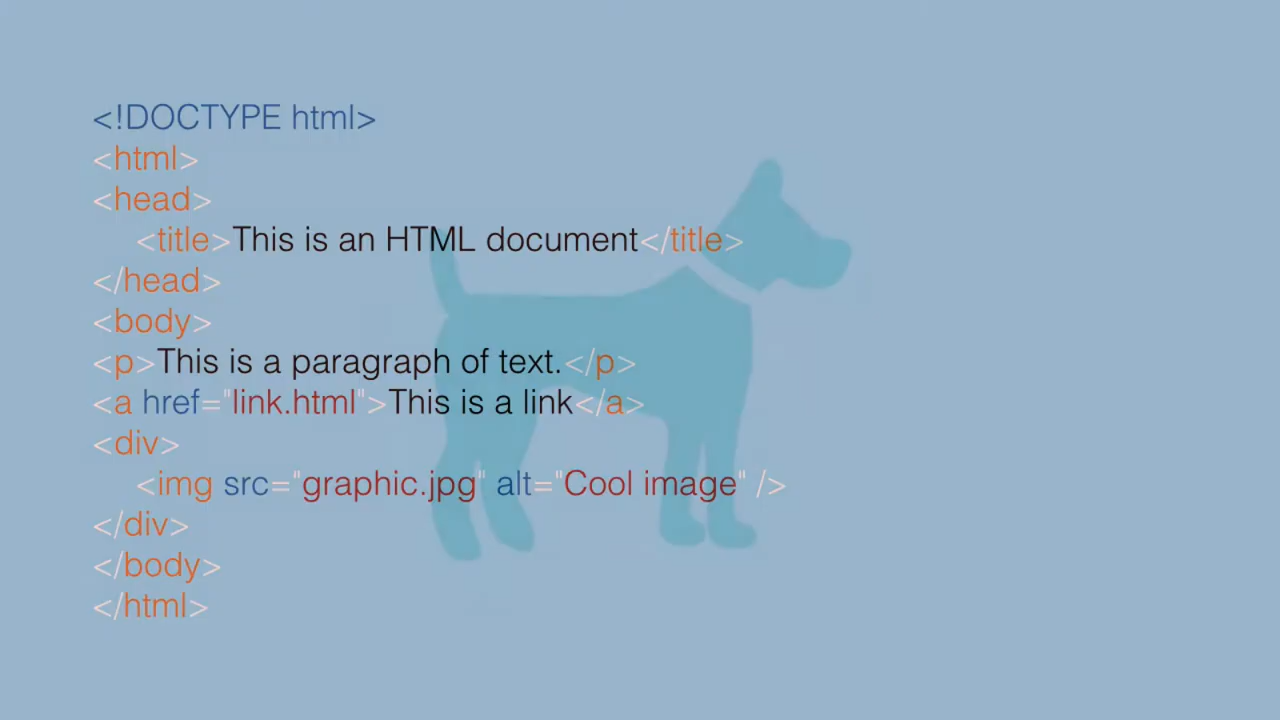 <!DOCTYPE html>
<html>
<head>
<title>This is an HTML document</title>
</head>
<body>
<p>This is a paragraph of text.</p>
<a href="link.html">This is a link</a>
<div>
<img src="graphic.jpg" alt="Cool image" />
</div>
</body>
</html>